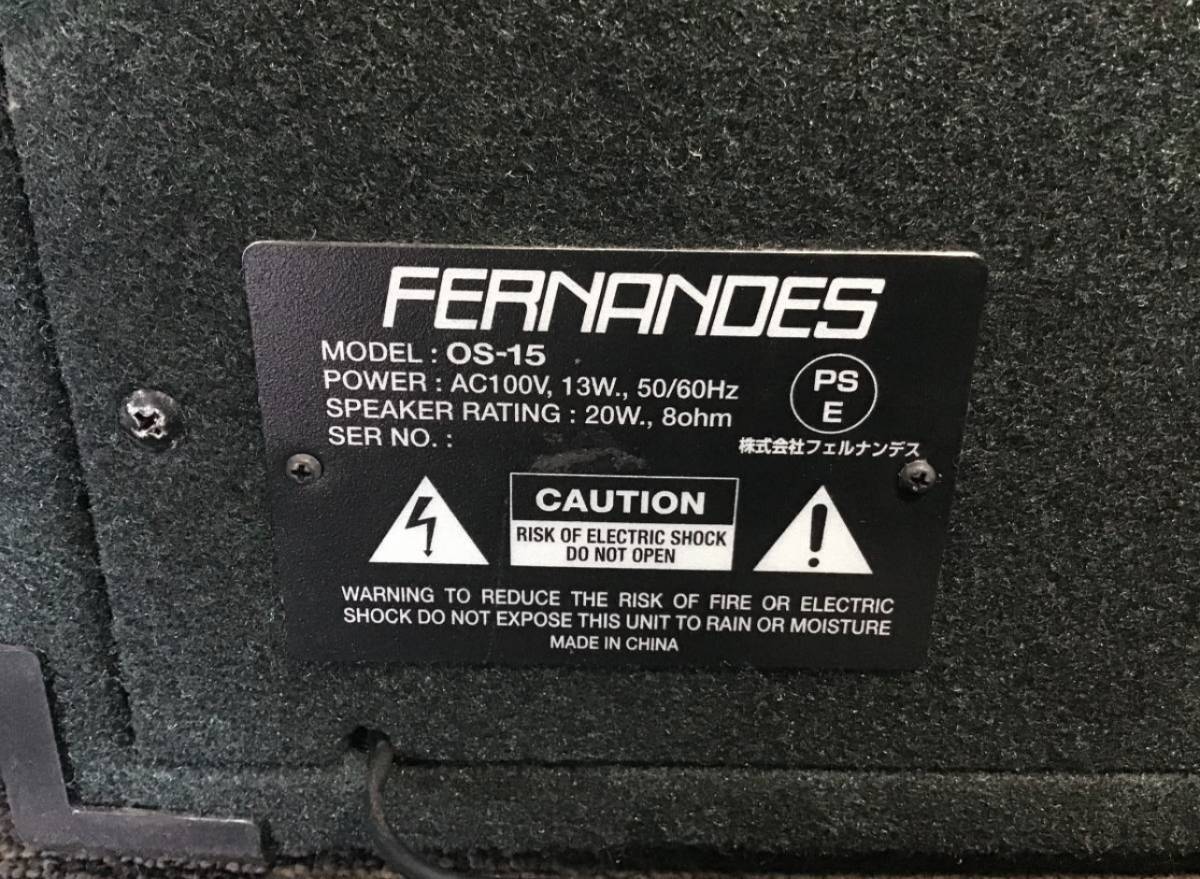 FERNANDES
MODEL : OS-15
POWER : AC100V, 13W., 50/60Hz
SPEAKER RATING : 20W., 8ohm
SER NO. :
PS
E
株式会社フェルナンデス
CAUTION
RISK OF ELECTRIC SHOCK
DO NOT OPEN
WARNING TO REDUCE THE RISK OF FIRE OR ELECTRIC
SHOCK DO NOT EXPOSE THIS UNIT TO RAIN OR MOISTURE
MADE IN CHINA